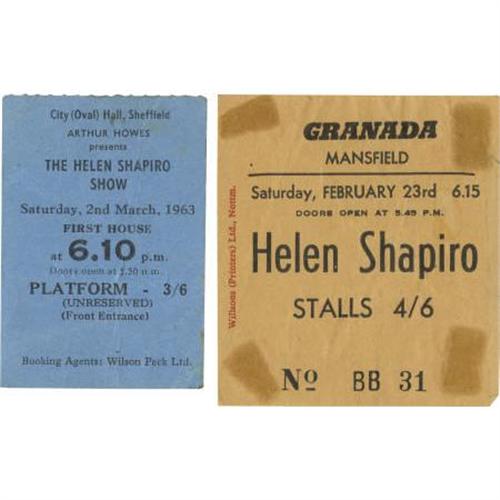 City (Oval) Hall, Sheffield
ARTHUR HOWES
presents
THE HELEN SHAPIRO
SHOW
Saturday, 2nd March, 1963
FIRST HOUSE
at 6.10 p.m.
Doors open at 5.50 p.m.
PLATFORM - 3/6
(UNRESERVED)
(Front Entrance)
Booking Agents: Wilson Peck Ltd.
Willsons (Printers) Ltd., Nottm.
GRANADA
MANSFIELD
Saturday, FEBRUARY 23rd 6.15
DOORS OPEN AT 5.45 P.M.
Helen Shapiro
STALLS 4/6
No BB 31